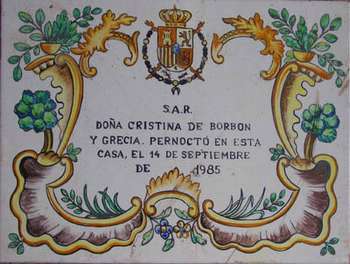 S.A.R.
DOÑA CRISTINA DE BORBON
Y GRECIA. PERNOCTÓ EN ESTA
CASA, EL 14 DE SEPTIEMBRE
DE 1985